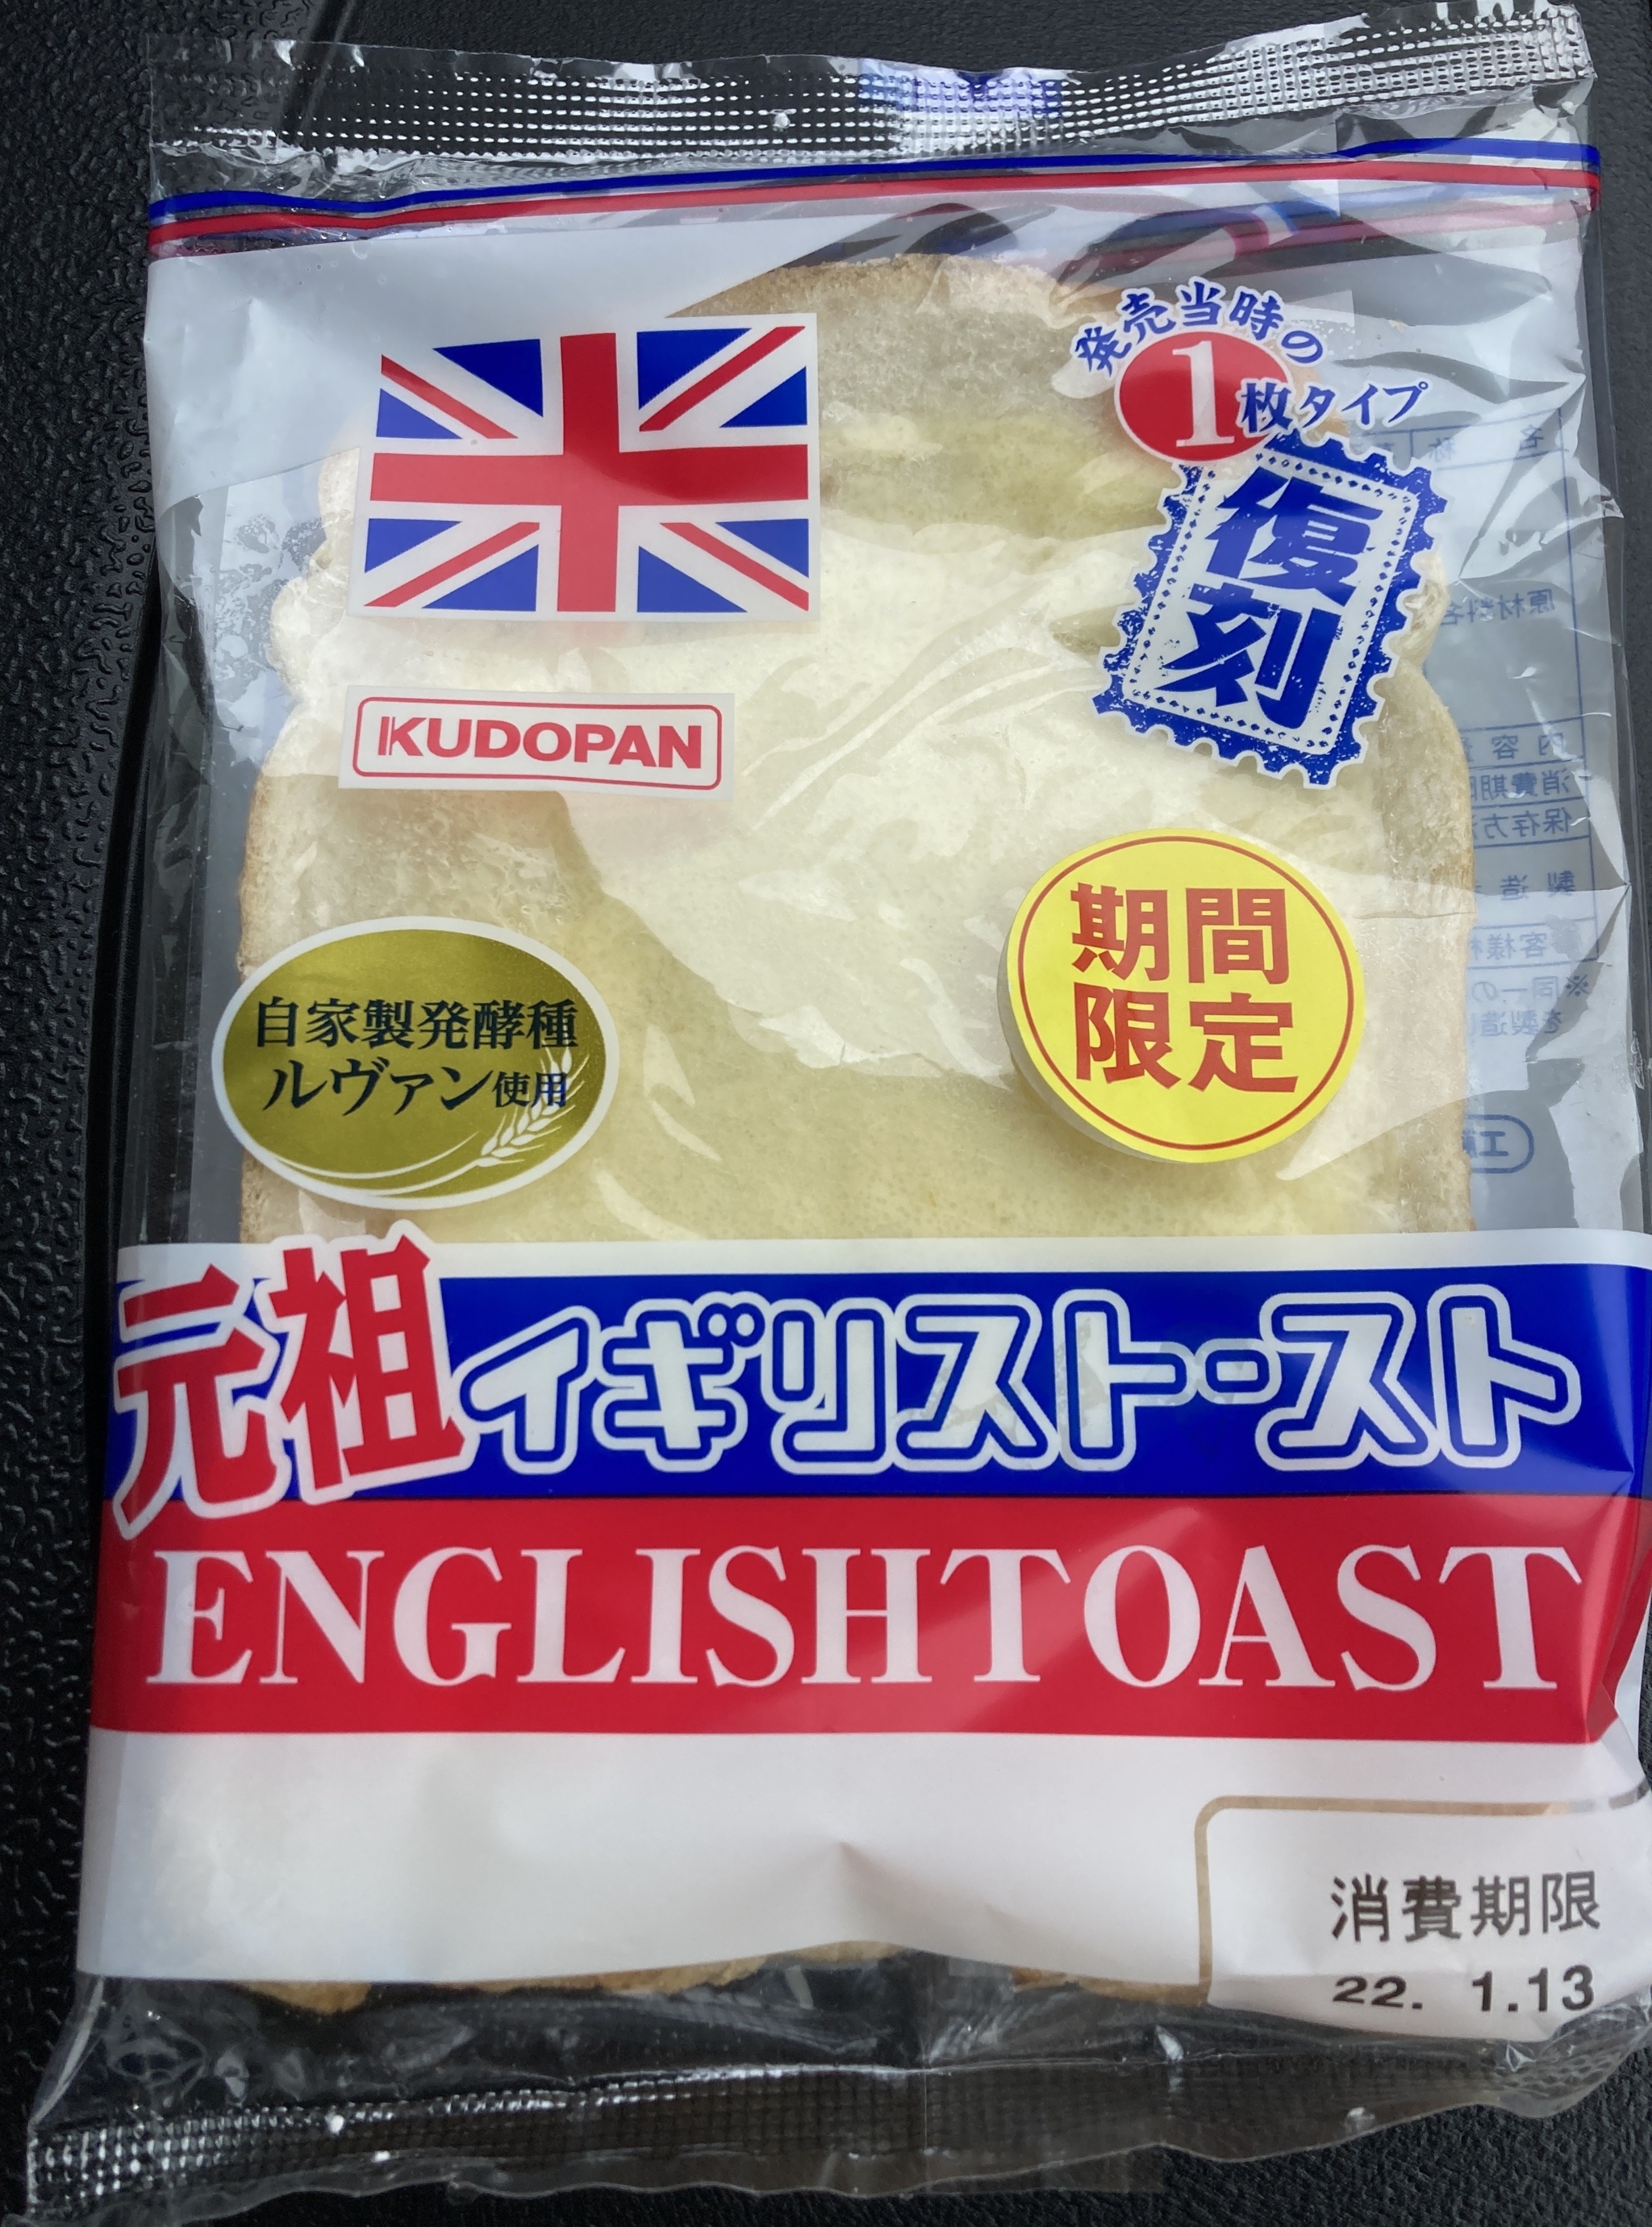 発売当時の
1枚タイプ
復刻
KUDOPAN
期間
限定
自家製発酵種
ルヴァン使用
元祖イギリストースト
ENGLISHTOAST
消費期限
22. 1.13